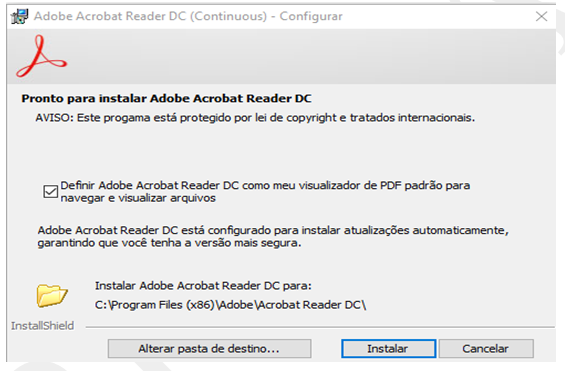 Adobe Acrobat Reader DC (Continuous) - Configurar
Pronto para instalar Adobe Acrobat Reader DC
AVISO: Este progama está protegido por lei de copyright e tratados internacionais.
Definir Adobe Acrobat Reader DC como meu visualizador de PDF padrão para
navegar e visualizar arquivos
Adobe Acrobat Reader DC está configurado para instalar atualizações automaticamente,
garantindo que você tenha a versão mais segura.
Instalar Adobe Acrobat Reader DC para:
C:\Program Files (x86)\Adobe\Acrobat Reader DC\
InstallShield
Alterar pasta de destino... Instalar Cancelar